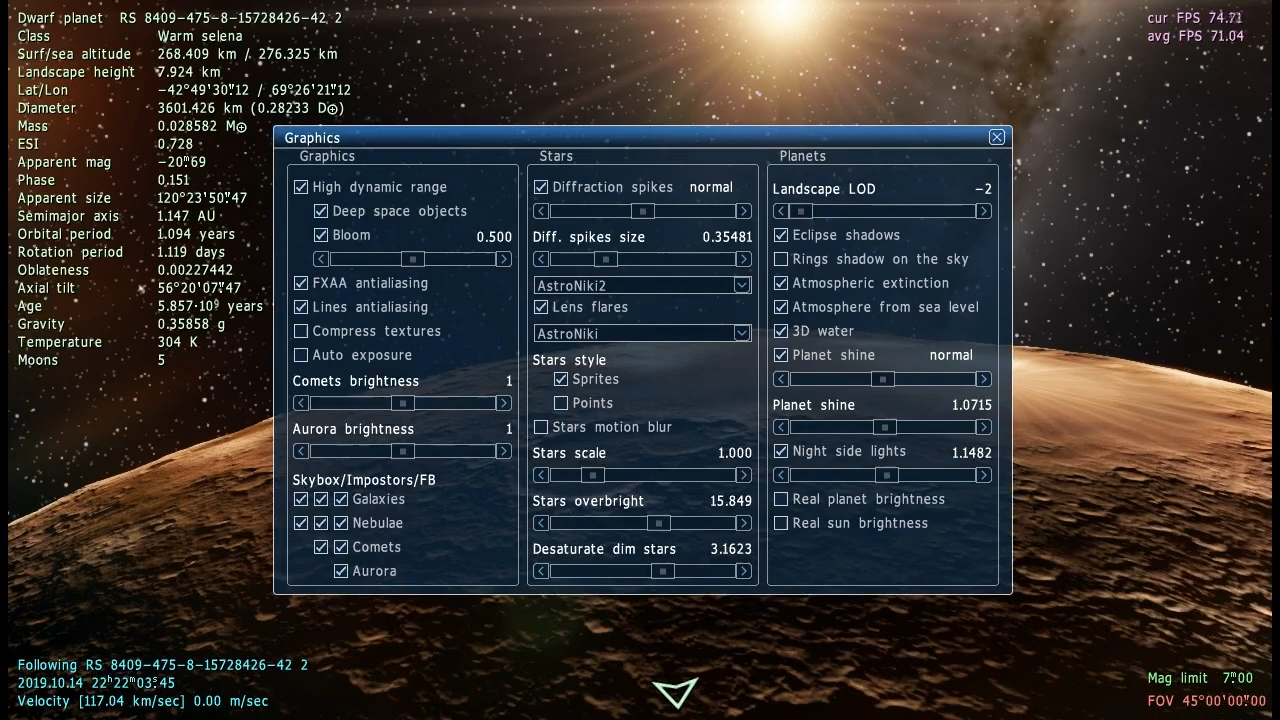 Dwarf planet RS 8409-475-8-15728426-42 2
Class Warm selena
Surf/sea altitude 268.409 km / 276.325 km
Landscape height 7.924 km
Lat/Lon −42°49'30"12 / 69°26'21"12
Diameter 3601.426 km (0.28233 D⊕)
Mass 0.028582 M⊕
ESI 0.728
Apparent mag −20ᵐ69
Phase 0.151
Apparent size 120°23'50"47
Semimajor axis 1.147 AU
Orbital period 1.094 years
Rotation period 1.119 days
Oblateness 0.00227442
Axial tilt 56°20'07"47
Age 5.857·10⁹ years
Gravity 0.35858 g
Temperature 304 K
Moons 5
cur FPS 74.71
avg FPS 71.04
Graphics
Graphics
High dynamic range
Deep space objects
Bloom 0.500
FXAA antialiasing
Lines antialiasing
Compress textures
Auto exposure
Comets brightness 1
Aurora brightness 1
Skybox/Impostors/FB
Galaxies
Nebulae
Comets
Aurora
Stars
Diffraction spikes normal
Diff. spikes size 0.35481
AstroNiki2
Lens flares
AstroNiki
Stars style
Sprites
Points
Stars motion blur
Stars scale 1.000
Stars overbright 15.849
Desaturate dim stars 3.1623
Planets
Landscape LOD −2
Eclipse shadows
Rings shadow on the sky
Atmospheric extinction
Atmosphere from sea level
3D water
Planet shine normal
Planet shine 1.0715
Night side lights 1.1482
Real planet brightness
Real sun brightness
Following RS 8409-475-8-15728426-42 2
2019.10.14 22ʰ22ᵐ03ˢ45
Velocity [117.04 km/sec] 0.00 m/sec
Mag limit 7ᵐ00
FOV 45°00'00"00